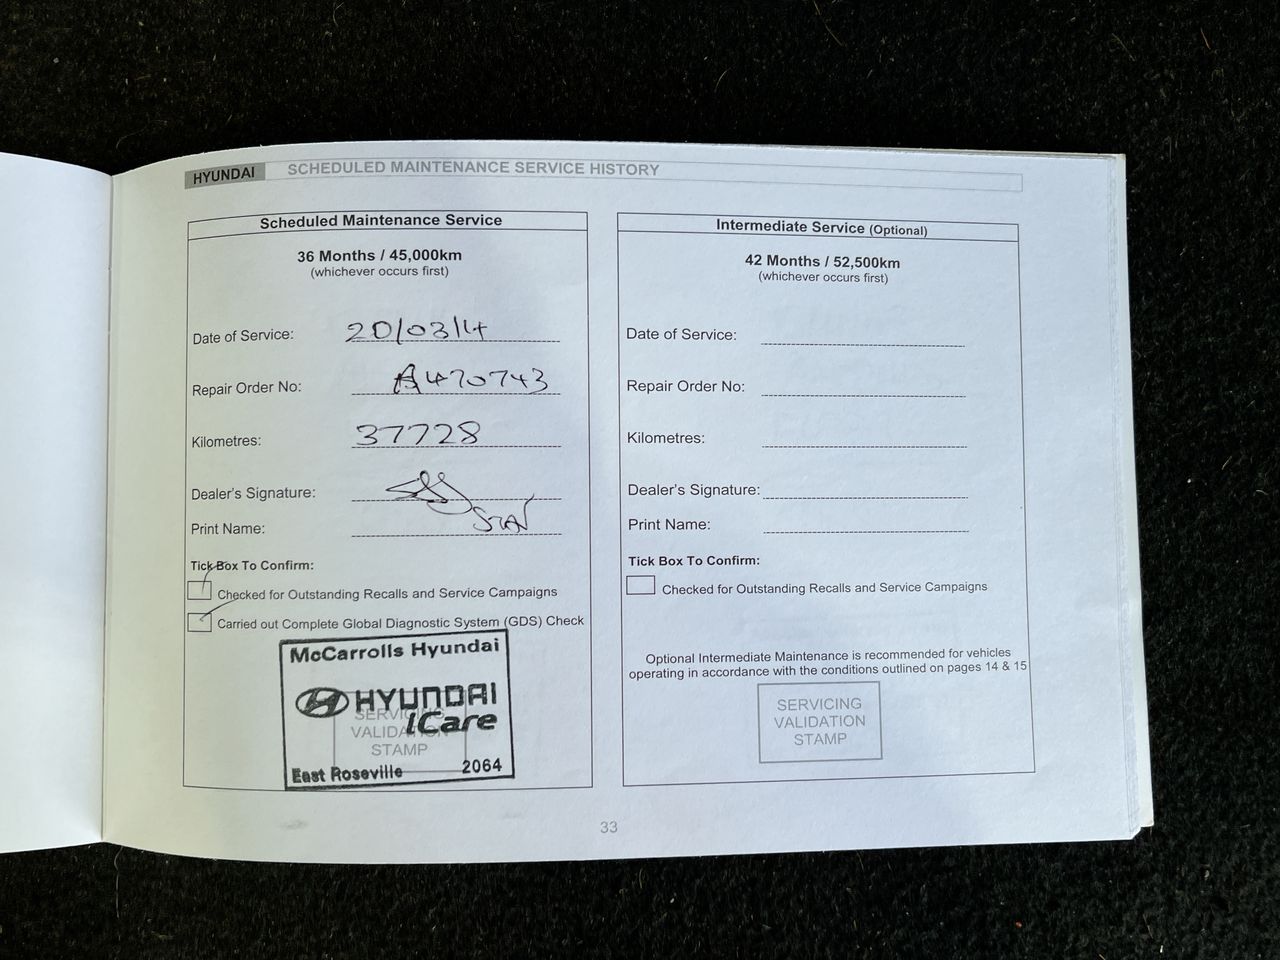 HYUNDAI SCHEDULED MAINTENANCE SERVICE HISTORY
Scheduled Maintenance Service
36 Months / 45,000km
(whichever occurs first)
Date of Service: 20/03/14
Repair Order No: A470743
Kilometres: 37728
Dealer's Signature:
Print Name:
Tick Box To Confirm:
Checked for Outstanding Recalls and Service Campaigns
Carried out Complete Global Diagnostic System (GDS) Check
McCarrolls Hyundai
HYUNDAI
iCare
SERVICING
VALIDATION
STAMP
East Roseville 2064
Intermediate Service (Optional)
42 Months / 52,500km
(whichever occurs first)
Date of Service:
Repair Order No:
Kilometres:
Dealer's Signature:
Print Name:
Tick Box To Confirm:
Checked for Outstanding Recalls and Service Campaigns
Optional Intermediate Maintenance is recommended for vehicles
operating in accordance with the conditions outlined on pages 14 & 15
SERVICING
VALIDATION
STAMP
33